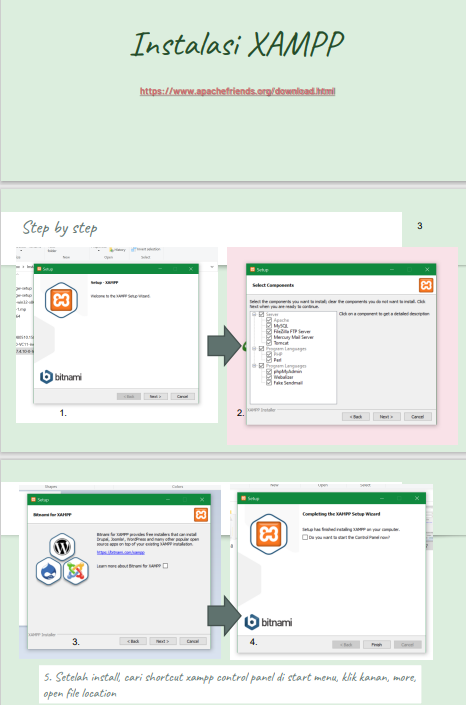 Instalasi XAMPP
https://www.apachefriends.org/download.html
Step by step
3
History
New
Open
Select
Setup
Setup - XAMPP
Welcome to the XAMPP Setup Wizard.
bitnami
< Back Next > Cancel
1.
Setup
Select Components
Select the components you want to install; clear the components you do not want to install. Click
Next when you are ready to continue.
Server
Apache
MySQL
FileZilla FTP Server
Mercury Mail Server
Tomcat
Program Languages
PHP
Perl
Program Languages
phpMyAdmin
Webalizer
Fake Sendmail
Click on a component to get a detailed description
XAMPP Installer
< Back Next > Cancel
2.
Shapes
Colors
Setup
Bitnami for XAMPP
Bitnami for XAMPP provides free installers that can install
Drupal, Joomla!, WordPress and many other popular open
source apps on top of your existing XAMPP installation.
https://bitnami.com/xampp
Learn more about Bitnami for XAMPP
XAMPP Installer
< Back Next > Cancel
3.
New
Open
Select
Setup
Completing the XAMPP Setup Wizard
Setup has finished installing XAMPP on your computer.
Do you want to start the Control Panel now?
bitnami
< Back Finish Cancel
4.
5. Setelah install, cari shortcut xampp control panel di start menu, klik kanan, more,
open file location